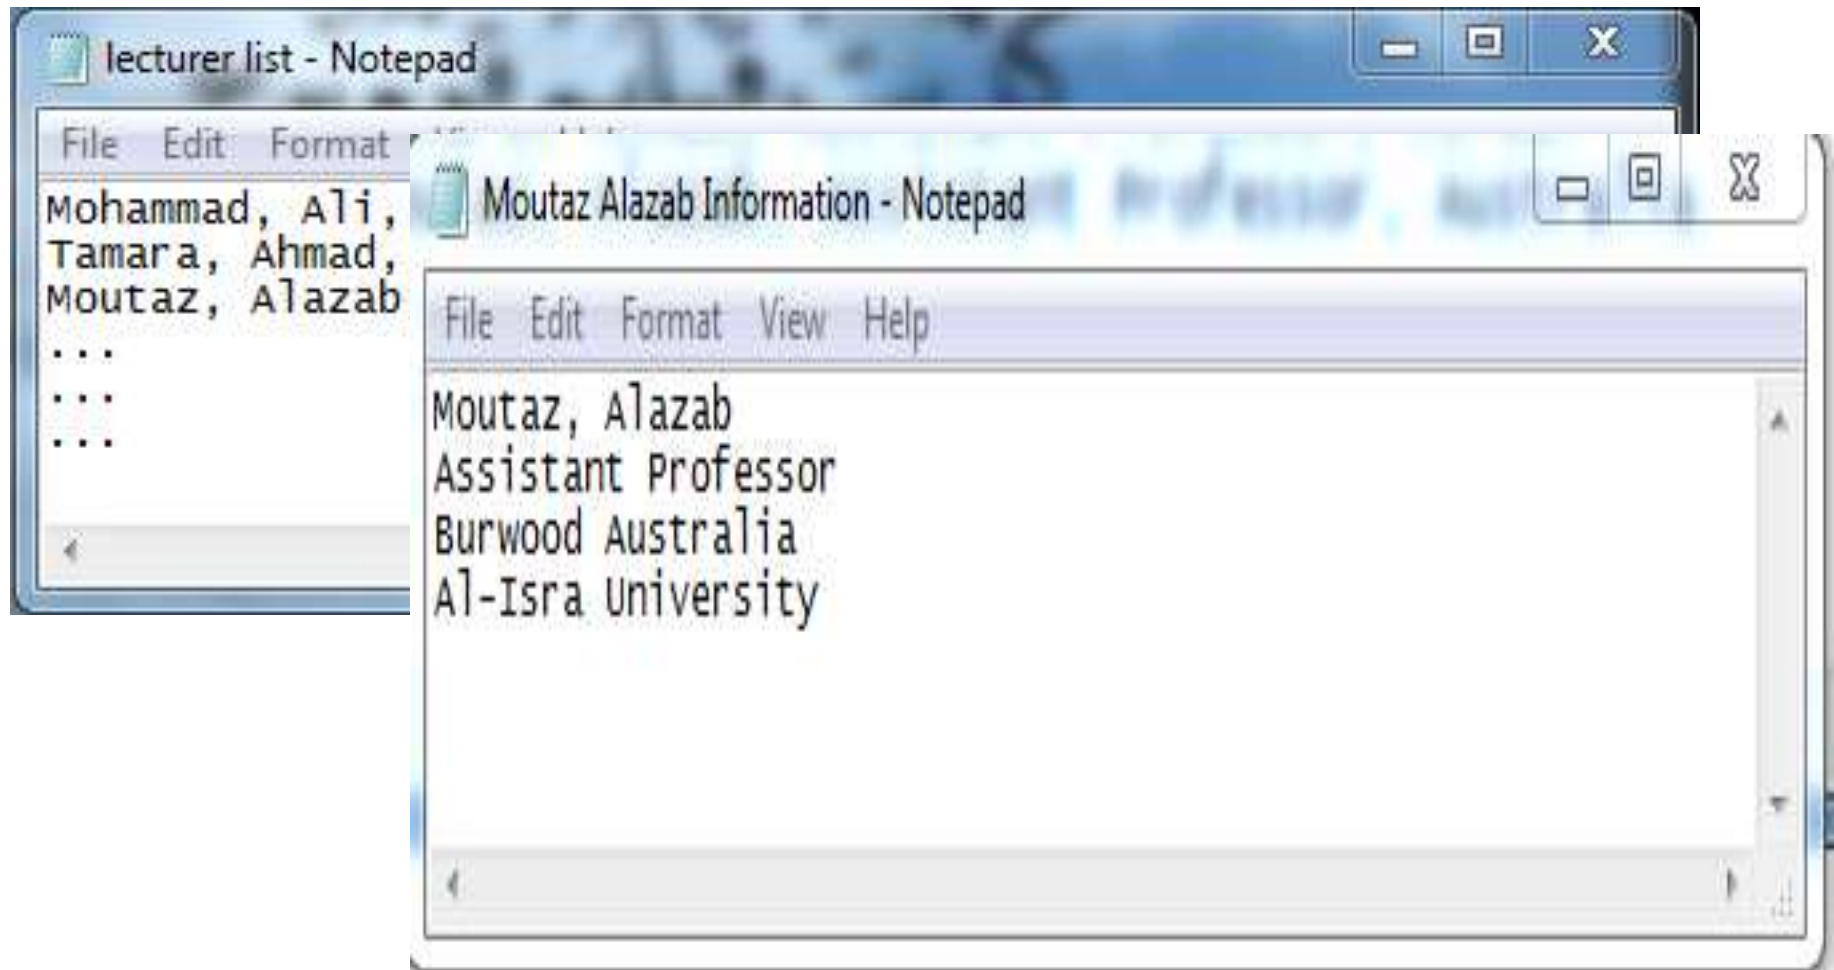 lecturer list - Notepad
File Edit Format
Mohammad, Ali,
Tamara, Ahmad,
Moutaz, Alazab
...
...
...
Moutaz Alazab Information - Notepad
File Edit Format View Help
Moutaz, Alazab
Assistant Professor
Burwood Australia
Al-Isra University